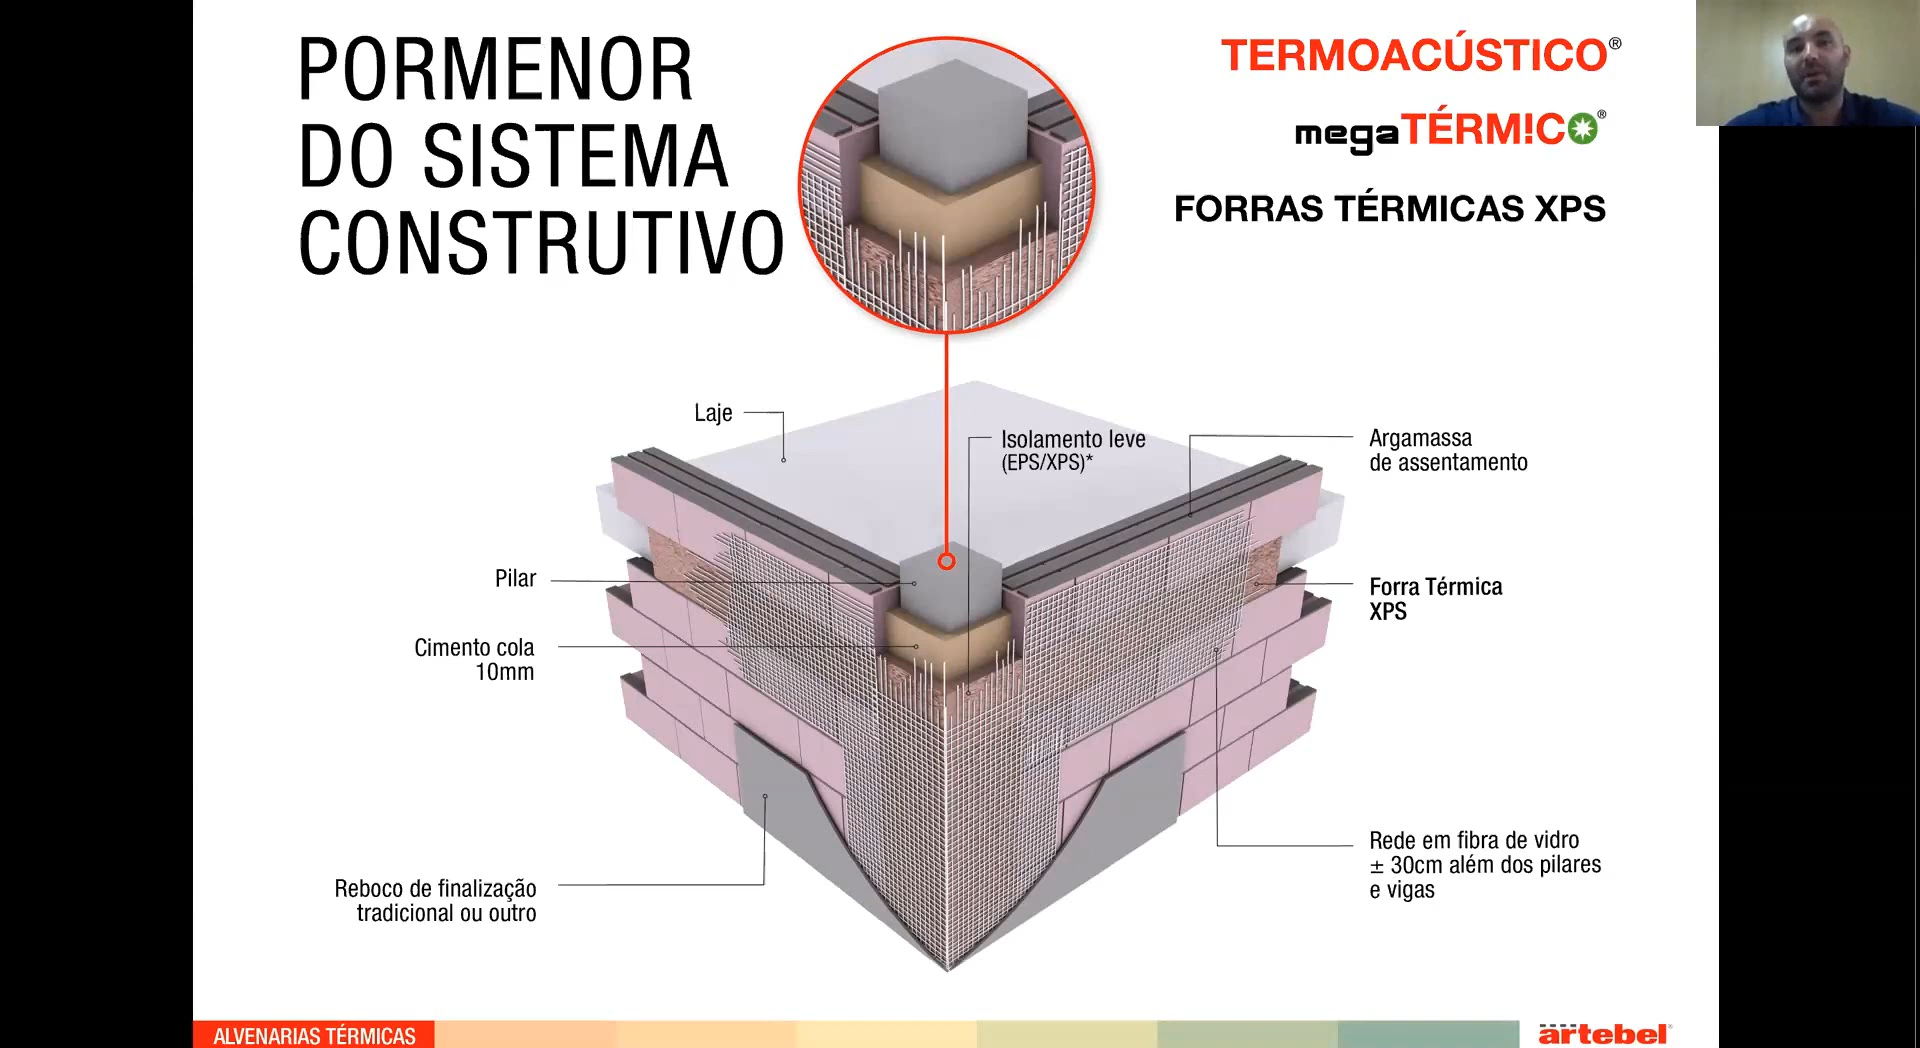 PORMENOR
DO SISTEMA
CONSTRUTIVO
TERMOACÚSTICO®
megaTÉRM!CO®
FORRAS TÉRMICAS XPS
Laje
Isolamento leve
(EPS/XPS)*
Argamassa
de assentamento
Pilar
Forra Térmica
XPS
Cimento cola
10mm
Rede em fibra de vidro
± 30cm além dos pilares
e vigas
Reboco de finalização
tradicional ou outro
ALVENARIAS TÉRMICAS
artebel®